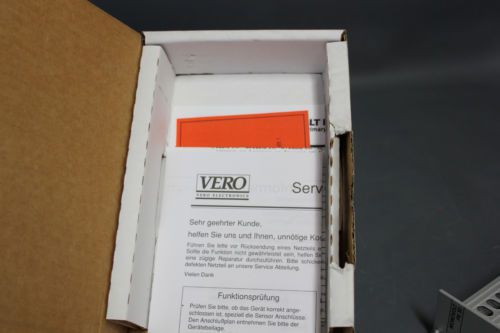 LT
rimary
VERO
VERO ELECTRONICS
Serv
Sehr geehrter Kunde,
helfen Sie uns und Ihnen, unnötige Ko
Führen Sie bitte vor Rücksendung eines Netzteils e
Sollte die Funktion nicht gewährleistet sein, helfen Sie
eine zügige Reparatur durchzuführen. Bitte schicken
defekten Netzteil an unsere Service Abteilung.
Vielen Dank
Funktionsprüfung
• Prüfen Sie bitte, ob das Gerät korrekt ange-
schlossen ist, speziell die Sensor Anschlüsse.
Den Anschlußplan entnehmen Sie bitte der
Gerätebeilage.